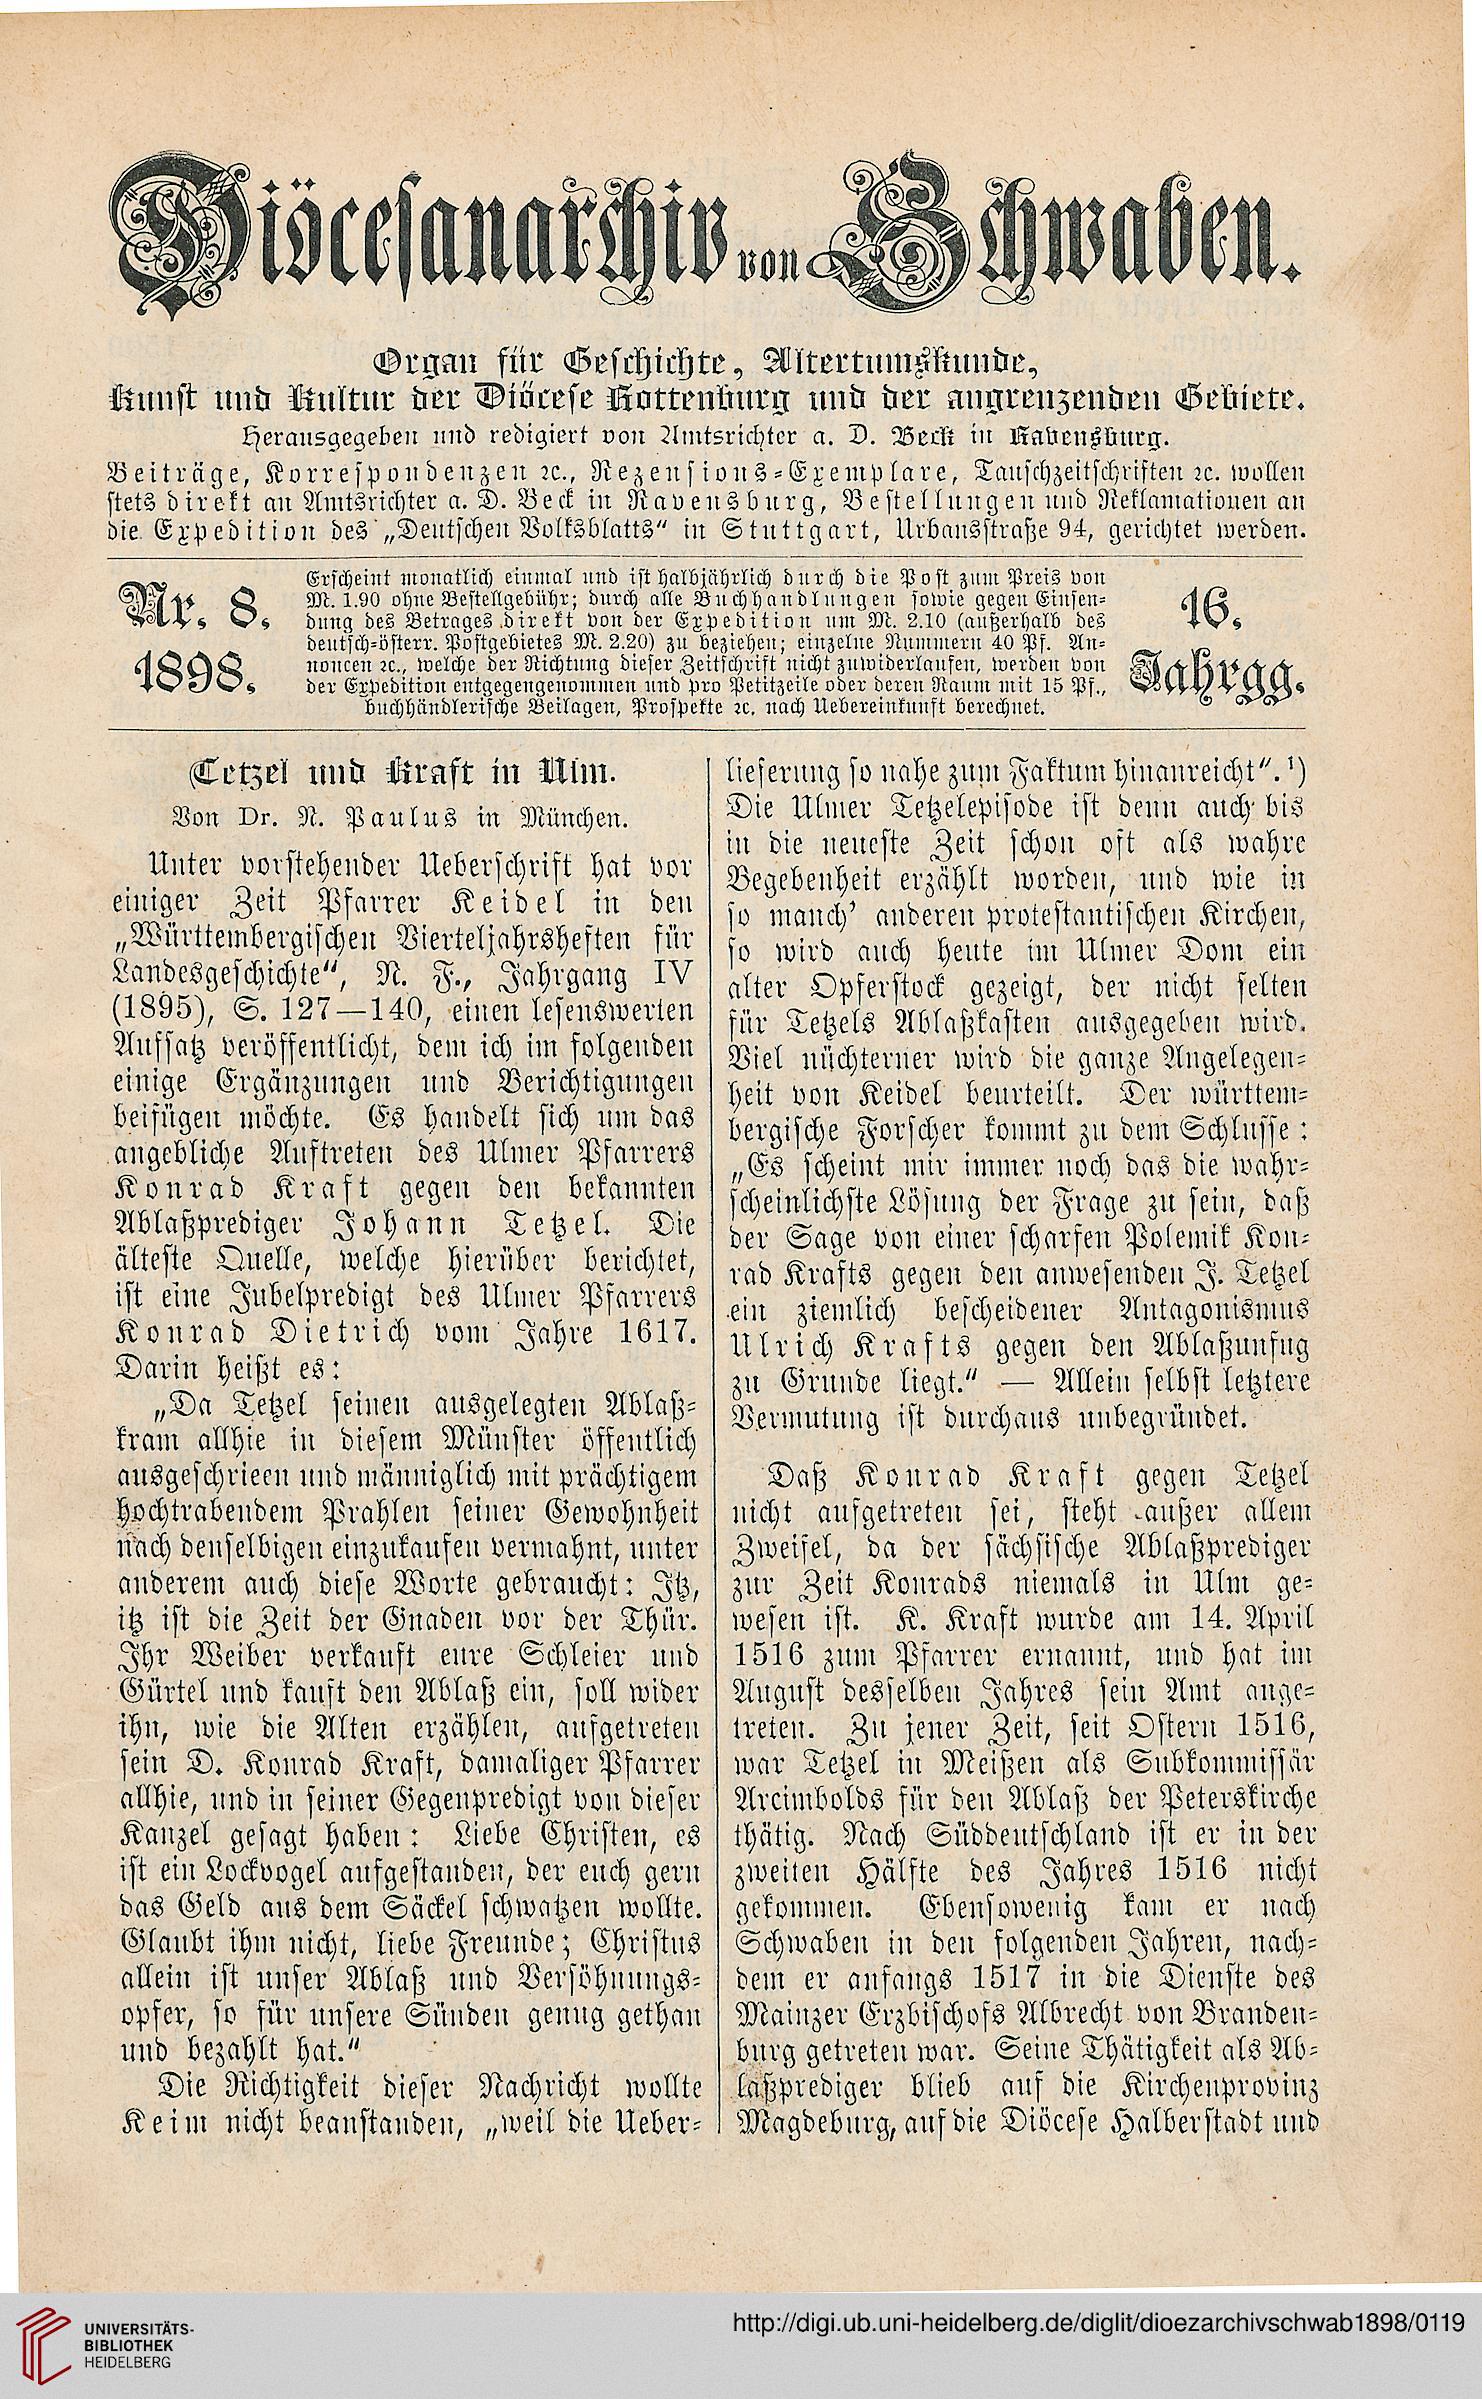 Diöcesanarchiv von Schwaben.
Organ für Geschichte, Altertumskunde,
Kunst und Kultur der Diöcese Rottenburg und der angrenzenden Gebiete.
Herausgegeben und redigiert von Amtsrichter a. D. Beck in Ravensburg.
Beiträge, Korrespondenzen ꝛc., Rezensions-Exemplare, Tauschzeitschriften ꝛc. wollen
stets direkt an Amtsrichter a. D. Beck in Ravensburg, Bestellungen und Reklamationen an
die Expedition des „Deutschen Volksblatts“ in Stuttgart, Urbansstraße 94, gerichtet werden.
Nr. 8.
1898.
Erscheint monatlich einmal und ist halbjährlich durch die Post zum Preis von
M. 1.90 ohne Bestellgebühr; durch alle Buchhandlungen sowie gegen Einsen-
dung des Betrages direkt von der Expedition um M. 2.10 (außerhalb des
deutsch-österr. Postgebietes M. 2.20) zu beziehen; einzelne Nummern 40 Pf. An-
noncen ꝛc., welche der Richtung dieser Zeitschrift nicht zuwiderlaufen, werden von
der Expedition entgegengenommen und pro Petitzeile oder deren Raum mit 15 Pf.,
buchhändlerische Beilagen, Prospekte ꝛc. nach Uebereinkunft berechnet.
16.
Jahrgg.
Tetzel und Kraft in Ulm.
Von Dr. N. Paulus in München.
Unter vorstehender Ueberschrift hat vor
einiger Zeit Pfarrer Keidel in den
„Württembergischen Vierteljahrsheften für
Landesgeschichte“, N. F., Jahrgang IV
(1895), S. 127—140, einen lesenswerten
Aufsatz veröffentlicht, dem ich im folgenden
einige Ergänzungen und Berichtigungen
beifügen möchte. Es handelt sich um das
angebliche Auftreten des Ulmer Pfarrers
Konrad Kraft gegen den bekannten
Ablaßprediger Johann Tetzel. Die
älteste Quelle, welche hierüber berichtet,
ist eine Jubelpredigt des Ulmer Pfarrers
Konrad Dietrich vom Jahre 1617.
Darin heißt es:
„Da Tetzel seinen ausgelegten Ablaß-
kram allhie in diesem Münster öffentlich
ausgeschrieen und männiglich mit prächtigem
hochtrabendem Prahlen seiner Gewohnheit
nach denselbigen einzukaufen vermahnt, unter
anderem auch diese Worte gebraucht: Itz,
itz ist die Zeit der Gnaden vor der Thür.
Ihr Weiber verkauft eure Schleier und
Gürtel und kauft den Ablaß ein, soll wider
ihn, wie die Alten erzählen, aufgetreten
sein D. Konrad Kraft, damaliger Pfarrer
allhie, und in seiner Gegenpredigt von dieser
Kanzel gesagt haben: Liebe Christen, es
ist ein Lockvogel aufgestanden, der euch gern
das Geld aus dem Säckel schwatzen wollte.
Glaubt ihm nicht, liebe Freunde; Christus
allein ist unser Ablaß und Versöhnungs-
opfer, so für unsere Sünden genug gethan
und bezahlt hat.“
Die Richtigkeit dieser Nachricht wollte
Keim nicht beanstanden, „weil die Ueber-
lieferung so nahe zum Faktum hinanreicht“.¹)
Die Ulmer Tetzelepisode ist denn auch bis
in die neueste Zeit schon oft als wahre
Begebenheit erzählt worden, und wie in
so manch’ anderen protestantischen Kirchen,
so wird auch heute im Ulmer Dom ein
alter Opferstock gezeigt, der nicht selten
für Tetzels Ablaßkasten ausgegeben wird.
Viel nüchterner wird die ganze Angelegen-
heit von Keidel beurteilt. Der württem-
bergische Forscher kommt zu dem Schlusse:
„Es scheint mir immer noch das die wahr-
scheinlichste Lösung der Frage zu sein, daß
der Sage von einer scharfen Polemik Kon-
rad Krafts gegen den anwesenden J. Tetzel
ein ziemlich bescheidener Antagonismus
Ulrich Krafts gegen den Ablaßunfug
zu Grunde liegt.“ — Allein selbst letztere
Vermutung ist durchaus unbegründet.
Daß Konrad Kraft gegen Tetzel
nicht aufgetreten sei, steht außer allem
Zweifel, da der sächsische Ablaßprediger
zur Zeit Konrads niemals in Ulm ge-
wesen ist. K. Kraft wurde am 14. April
1516 zum Pfarrer ernannt, und hat im
August desselben Jahres sein Amt ange-
treten. Zu jener Zeit, seit Ostern 1516,
war Tetzel in Meißen als Subkommissär
Arcimbolds für den Ablaß der Peterskirche
thätig. Nach Süddeutschland ist er in der
zweiten Hälfte des Jahres 1516 nicht
gekommen. Ebensowenig kam er nach
Schwaben in den folgenden Jahren, nach-
dem er anfangs 1517 in die Dienste des
Mainzer Erzbischofs Albrecht von Branden-
burg getreten war. Seine Thätigkeit als Ab-
laßprediger blieb auf die Kirchenprovinz
Magdeburg, auf die Diöcese Halberstadt und
UNIVERSITÄTS-
BIBLIOTHEK
HEIDELBERG
http://digi.ub.uni-heidelberg.de/diglit/dioezarchivschwab1898/0119